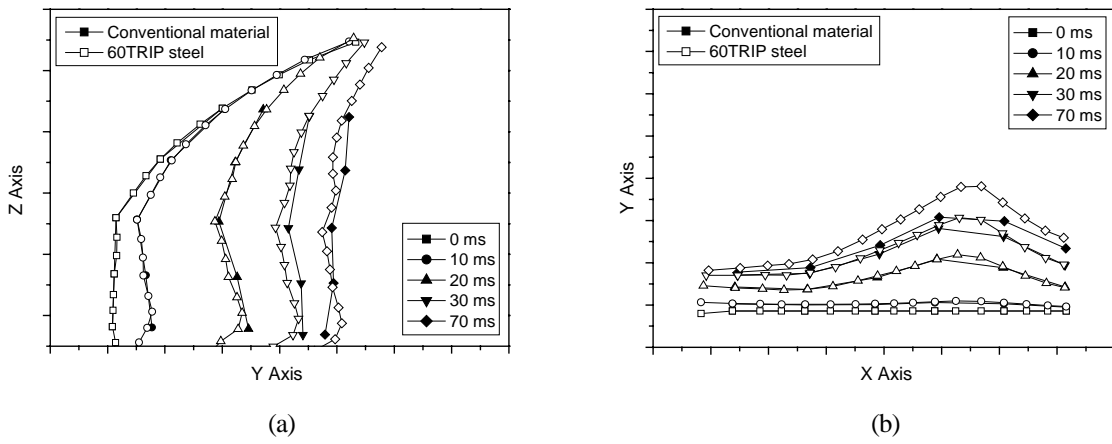 Conventional material
60TRIP steel
Z Axis
0 ms
10 ms
20 ms
30 ms
70 ms
Y Axis
(a)
Conventional material
60TRIP steel
0 ms
10 ms
20 ms
30 ms
70 ms
Y Axis
X Axis
(b)